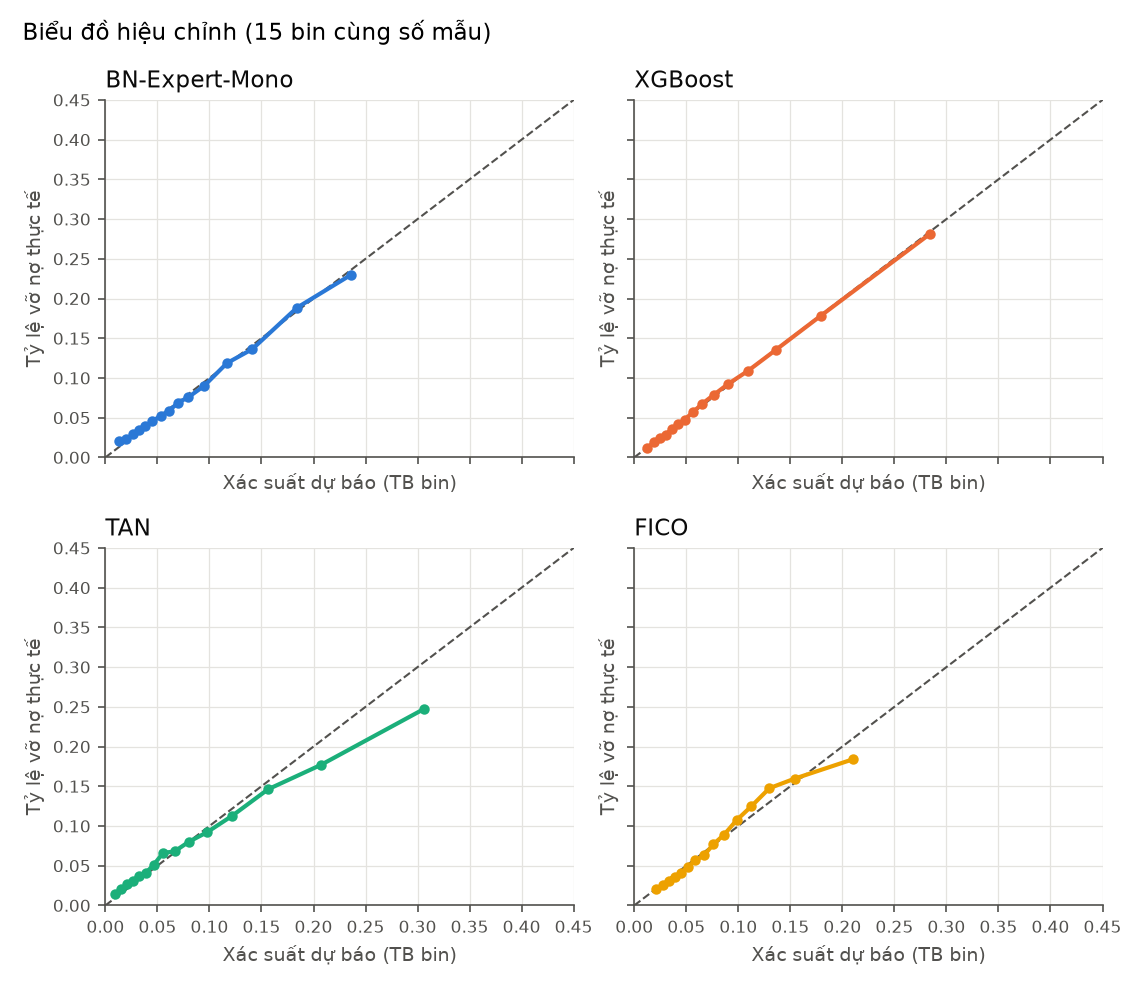 Biểu đồ hiệu chỉnh (15 bin cùng số mẫu)
BN-Expert-Mono
Tỷ lệ vỡ nợ thực tế
0.45
0.40
0.35
0.30
0.25
0.20
0.15
0.10
0.05
0.00
Xác suất dự báo (TB bin)
XGBoost
Tỷ lệ vỡ nợ thực tế
Xác suất dự báo (TB bin)
TAN
Tỷ lệ vỡ nợ thực tế
0.45
0.40
0.35
0.30
0.25
0.20
0.15
0.10
0.05
0.00
0.00 0.05 0.10 0.15 0.20 0.25 0.30 0.35 0.40 0.45
Xác suất dự báo (TB bin)
FICO
Tỷ lệ vỡ nợ thực tế
0.00 0.05 0.10 0.15 0.20 0.25 0.30 0.35 0.40 0.45
Xác suất dự báo (TB bin)